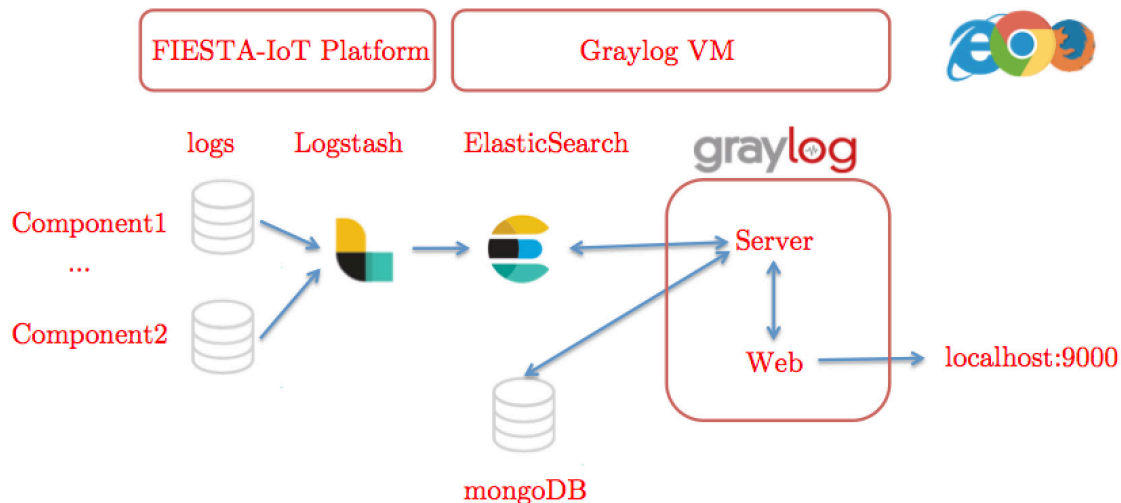 FIESTA-IoT Platform
Graylog VM
logs
Logstash
ElasticSearch
graylog
Component1
...
Component2
Server
Web
localhost:9000
mongoDB